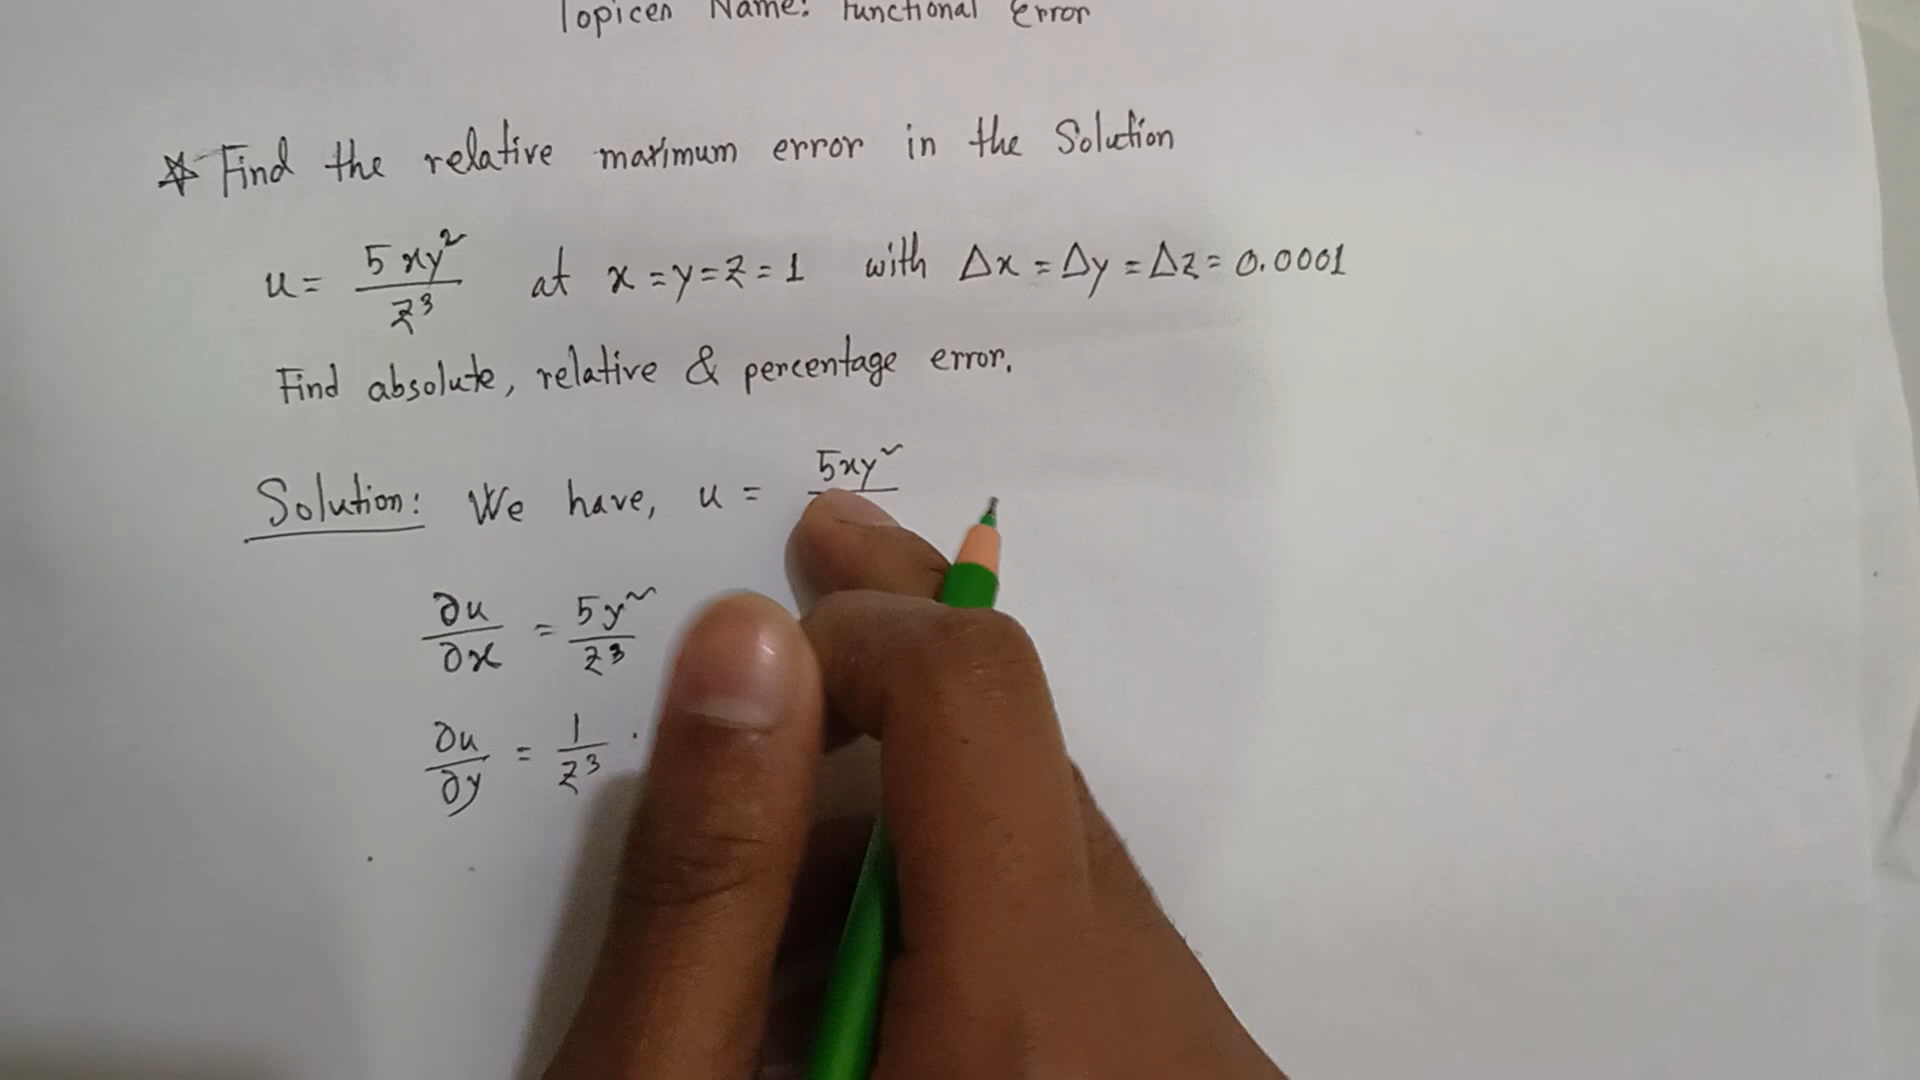 Topices Name: Functional Error
* Find the relative maximum error in the Solution
u = 5xy² / z³ at x = y = z = 1 with Δx = Δy = Δz = 0.0001
Find absolute, relative & percentage error.
Solution: We have, u = 5xy²
∂u/∂x = 5y² / z³
∂u/∂y = 1/z³ ·